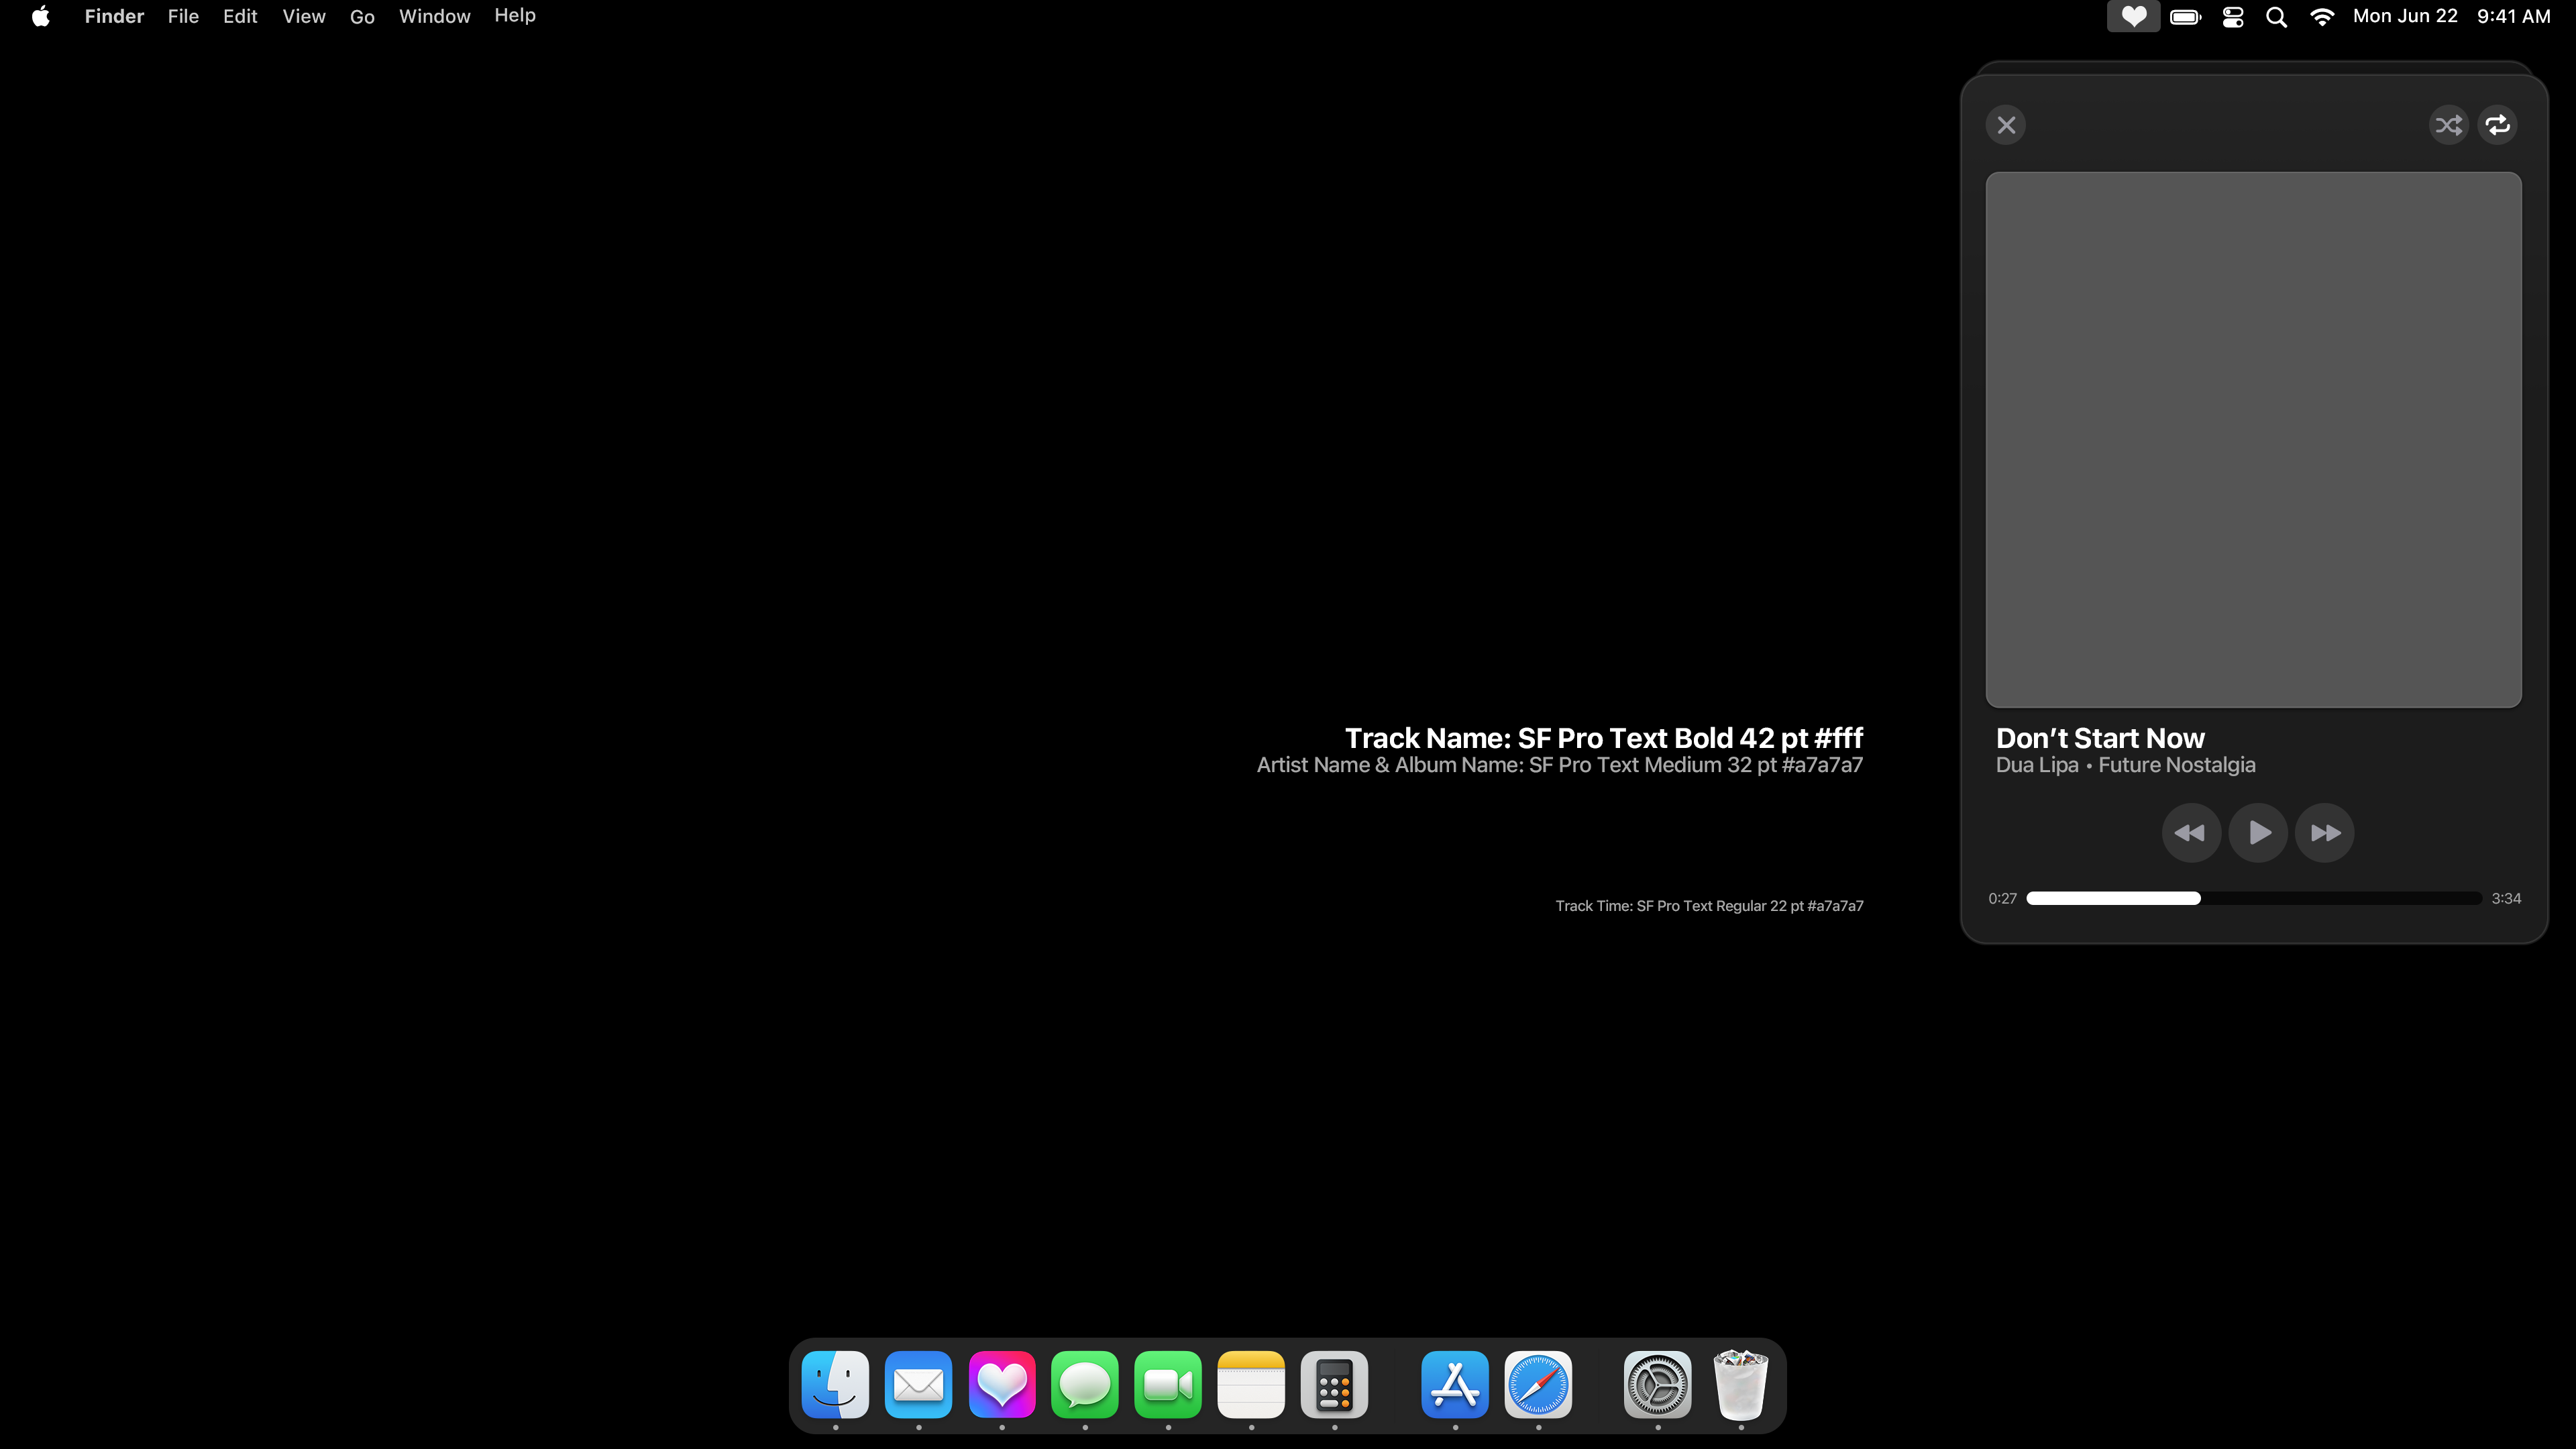 Finder File Edit View Go Window Help
Mon Jun 22 9:41 AM
Track Name: SF Pro Text Bold 42 pt #fff
Artist Name & Album Name: SF Pro Text Medium 32 pt #a7a7a7
Track Time: SF Pro Text Regular 22 pt #a7a7a7
Don’t Start Now
Dua Lipa • Future Nostalgia
0:27 3:34